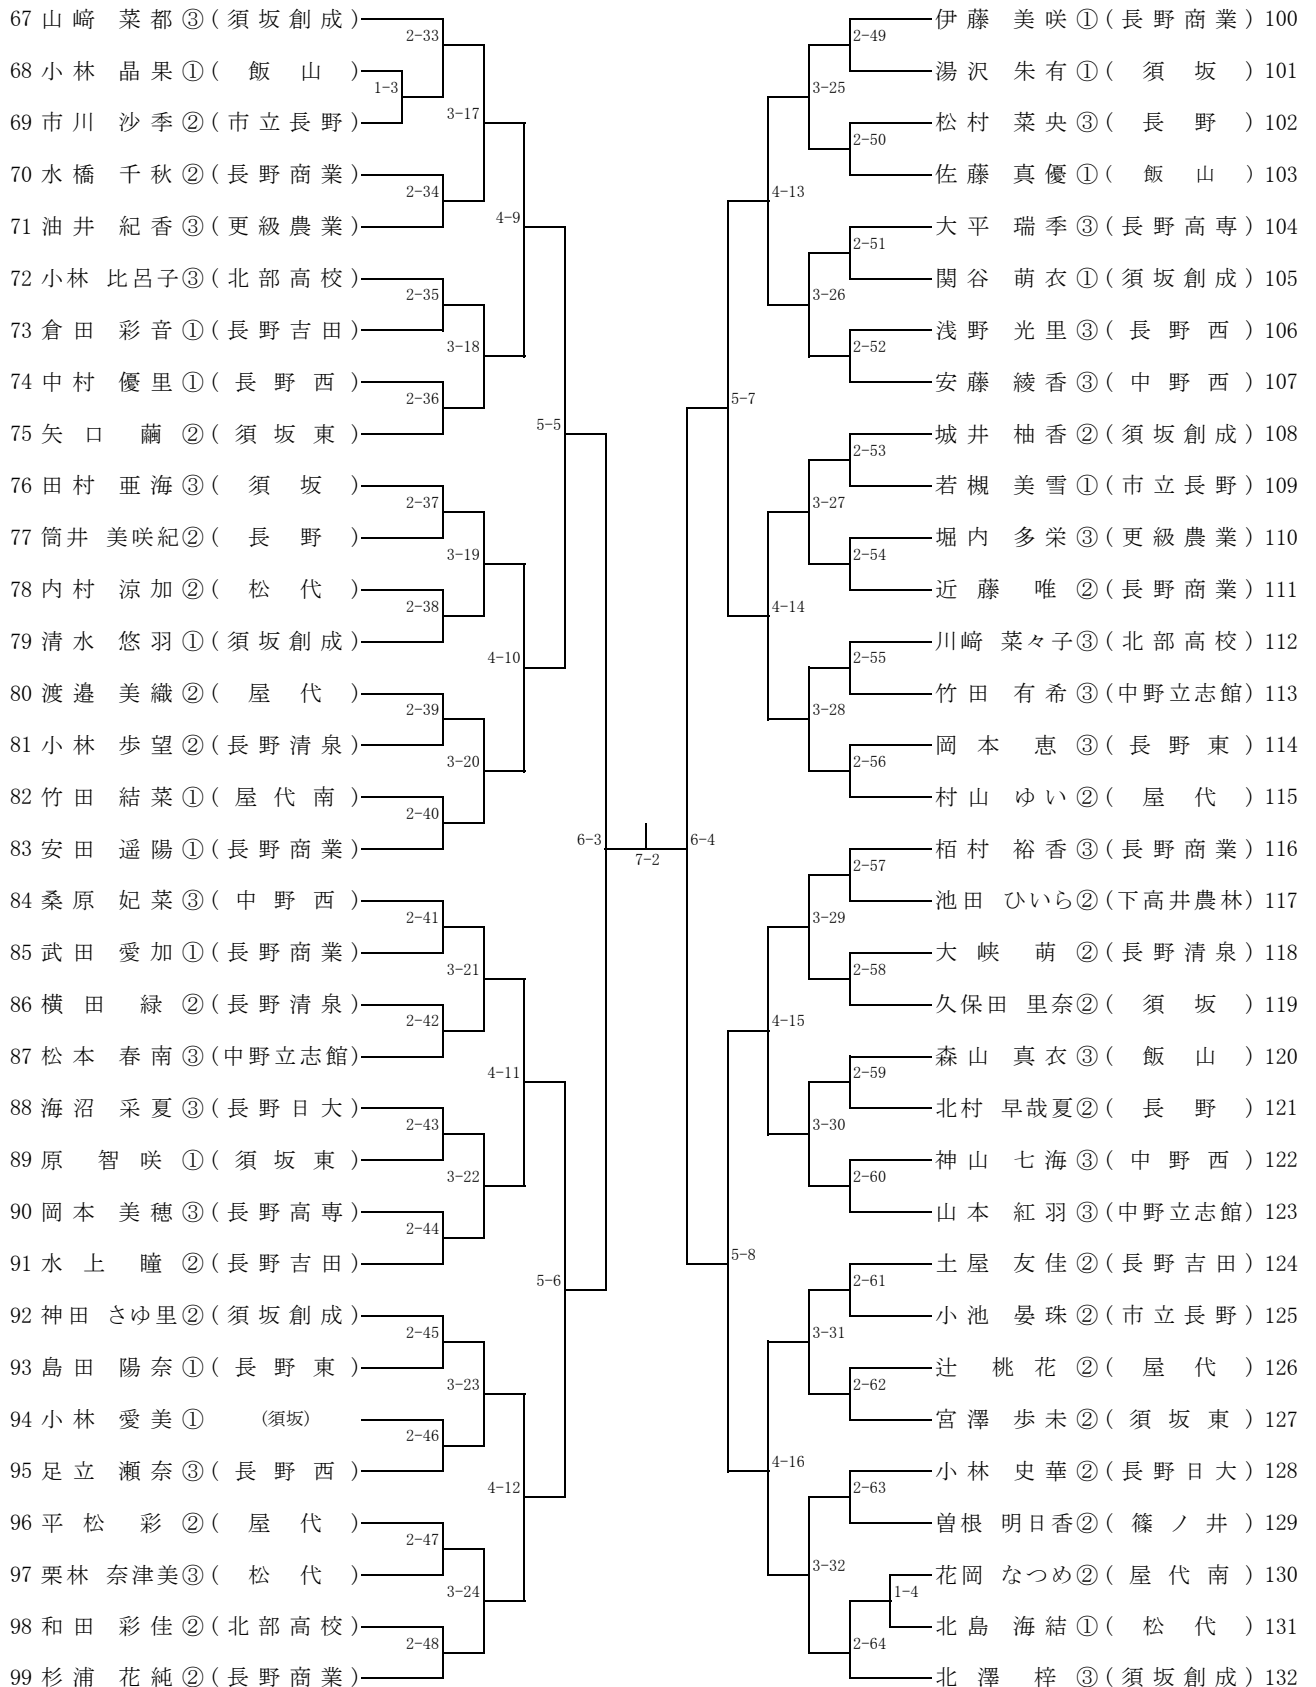 67 山﨑 菜都 ③ (須坂創成)
68 小林 晶果 ① (飯山)
69 市川 沙季 ② (市立長野)
70 水橋 千秋 ② (長野商業)
71 油井 紀香 ③ (更級農業)
72 小林 比呂子 ③ (北部高校)
73 倉田 彩音 ① (長野吉田)
74 中村 優里 ① (長野西)
75 矢口 繭 ② (須坂東)
76 田村 亜海 ③ (須坂)
77 筒井 美咲紀 ② (長野)
78 内村 涼加 ② (松代)
79 清水 悠羽 ① (須坂創成)
80 渡邉 美織 ② (屋代)
81 小林 歩望 ② (長野清泉)
82 竹田 結菜 ① (屋代南)
83 安田 遥陽 ① (長野商業)
84 桑原 妃菜 ③ (中野西)
85 武田 愛加 ① (長野商業)
86 横田 緑 ② (長野清泉)
87 松本 春南 ③ (中野立志館)
88 海沼 采夏 ③ (長野日大)
89 原 智咲 ① (須坂東)
90 岡本 美穂 ③ (長野高専)
91 水上 瞳 ② (長野吉田)
92 神田 さゆ里 ② (須坂創成)
93 島田 陽奈 ① (長野東)
94 小林 愛美 ① (須坂)
95 足立 瀬奈 ③ (長野西)
96 平松 彩 ② (屋代)
97 栗林 奈津美 ③ (松代)
98 和田 彩佳 ② (北部高校)
99 杉浦 花純 ② (長野商業)
1-3
2-33
2-34
2-35
2-36
2-37
2-38
2-39
2-40
2-41
2-42
2-43
2-44
2-45
2-46
2-47
2-48
3-17
3-18
3-19
3-20
3-21
3-22
3-23
3-24
4-9
4-10
4-11
4-12
5-5
5-6
6-3
7-2
6-4
5-7
5-8
4-13
4-14
4-15
4-16
3-25
3-26
3-27
3-28
3-29
3-30
3-31
3-32
2-49
2-50
2-51
2-52
2-53
2-54
2-55
2-56
2-57
2-58
2-59
2-60
2-61
2-62
2-63
2-64
1-4
伊藤 美咲 ① (長野商業) 100
湯沢 朱有 ① (須坂) 101
松村 菜央 ③ (長野) 102
佐藤 真優 ① (飯山) 103
大平 瑞季 ③ (長野高専) 104
関谷 萌衣 ① (須坂創成) 105
浅野 光里 ③ (長野西) 106
安藤 綾香 ③ (中野西) 107
城井 柚香 ② (須坂創成) 108
若槻 美雪 ① (市立長野) 109
堀内 多栄 ③ (更級農業) 110
近藤 唯 ② (長野商業) 111
川﨑 菜々子 ③ (北部高校) 112
竹田 有希 ③ (中野立志館) 113
岡本 恵 ③ (長野東) 114
村山 ゆい ② (屋代) 115
栢村 裕香 ③ (長野商業) 116
池田 ひいら ② (下高井農林) 117
大峡 萌 ② (長野清泉) 118
久保田 里奈 ② (須坂) 119
森山 真衣 ③ (飯山) 120
北村 早哉夏 ② (長野) 121
神山 七海 ③ (中野西) 122
山本 紅羽 ③ (中野立志館) 123
土屋 友佳 ② (長野吉田) 124
小池 晏珠 ② (市立長野) 125
辻 桃花 ② (屋代) 126
宮澤 歩未 ② (須坂東) 127
小林 史華 ② (長野日大) 128
曽根 明日香 ② (篠ノ井) 129
花岡 なつめ ② (屋代南) 130
北島 海結 ① (松代) 131
北澤 梓 ③ (須坂創成) 132